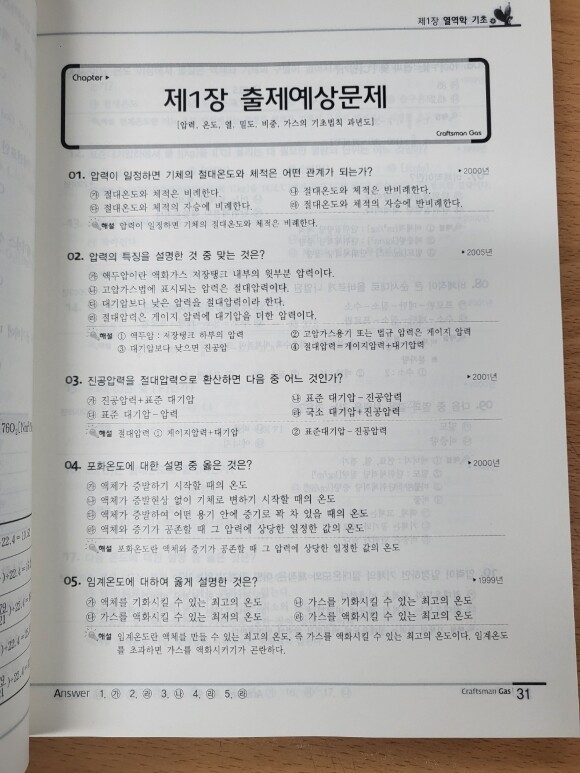 제1장 열역학 기초
Chapter ▶
제1장 출제예상문제
[압력, 온도, 열, 밀도, 비중, 가스의 기초법칙 과년도]
Craftsman Gas
01. 압력이 일정하면 기체의 절대온도와 체적은 어떤 관계가 되는가? ▶2000년
㉮ 절대온도와 체적은 비례한다. ㉯ 절대온도와 체적은 반비례한다.
㉰ 절대온도와 체적의 자승에 비례한다. ㉱ 절대온도와 체적의 자승에 반비례한다.
해설 압력이 일정하면 기체의 절대온도와 체적은 비례한다.
02. 압력의 특징을 설명한 것 중 맞는 것은? ▶2005년
㉮ 액두압이란 액화가스 저장탱크 내부의 윗부분 압력이다.
㉯ 고압가스법에 표시되는 압력은 절대압력이다.
㉰ 대기압보다 낮은 압력을 절대압력이라 한다.
㉱ 절대압력은 게이지 압력에 대기압을 더한 압력이다.
해설 ① 액두압 : 저장탱크 하부의 압력 ② 고압가스용기 또는 법규 압력은 게이지 압력
③ 대기압보다 낮으면 진공압 ④ 절대압력=게이지압력+대기압력
03. 진공압력을 절대압력으로 환산하면 다음 중 어느 것인가? ▶2001년
㉮ 진공압력+표준 대기압 ㉯ 표준 대기압-진공압력
㉰ 표준 대기압-압력 ㉱ 국소 대기압+진공압력
해설 절대압력 ① 게이지압력+대기압 ② 표준대기압-진공압력
04. 포화온도에 대한 설명 중 옳은 것은? ▶2000년
㉮ 액체가 증발하기 시작할 때의 온도
㉯ 액체가 증발현상 없이 기체로 변하기 시작할 때의 온도
㉰ 액체가 증발하여 어떤 용기 안에 증기로 꽉 차 있을 때의 온도
㉱ 액체와 증기가 공존할 때 그 압력에 상당한 일정한 값의 온도
해설 포화온도란 액체와 증기가 공존할 때 그 압력에 상당한 일정한 값의 온도
05. 임계온도에 대하여 옳게 설명한 것은? ▶1999년
㉮ 액체를 기화시킬 수 있는 최고의 온도 ㉯ 가스를 기화시킬 수 있는 최고의 온도
㉰ 가스를 액화시킬 수 있는 최저의 온도 ㉱ 가스를 액화시킬 수 있는 최고의 온도
해설 임계온도란 액체를 만들 수 있는 최고의 온도, 즉 가스를 액화시킬 수 있는 최고의 온도이다. 임계온도
를 초과하면 가스를 액화시키기가 곤란하다.
Answer 1. ㉮ 2. ㉱ 3. ㉯ 4. ㉱ 5. ㉱
Craftsman Gas 31